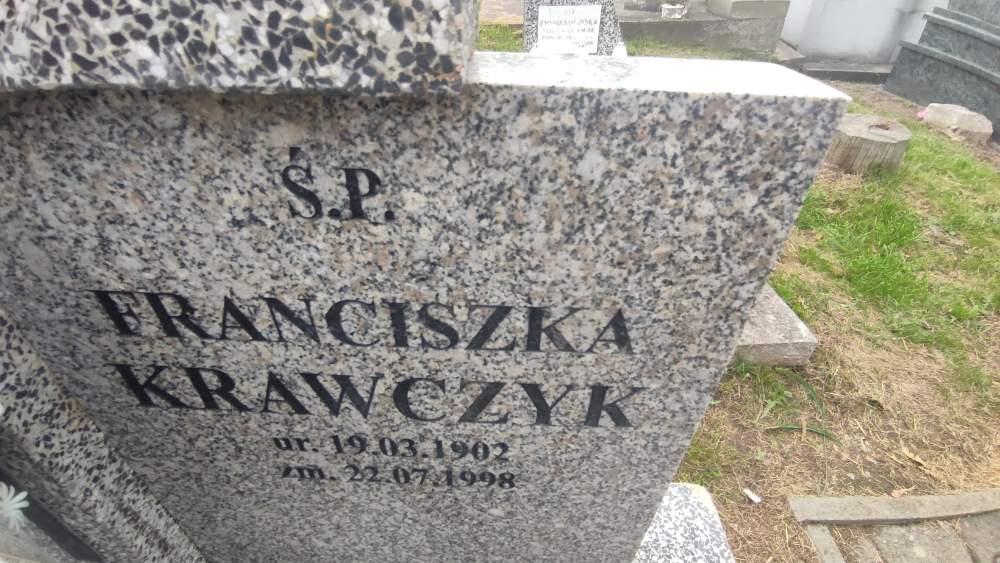 Ś.P.
FRANCISZKA
KRAWCZYK
ur. 19.03.1902
zm. 22.07.1998